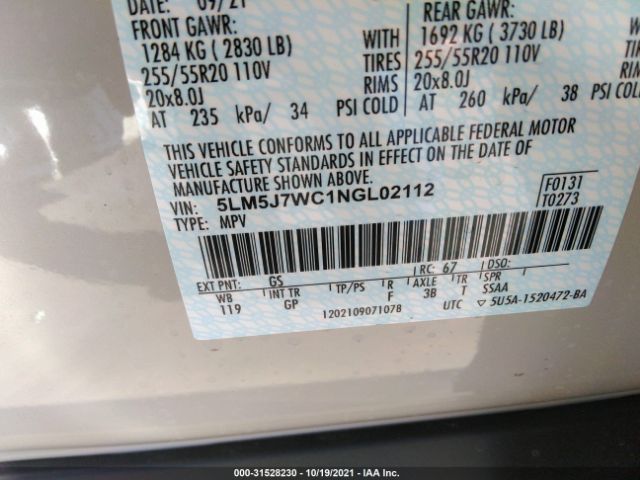 DATE: 09/21
FRONT GAWR:
1284 KG ( 2830 LB) WITH
255/55R20 110V TIRES
20x8.0J RIMS
AT 235 kPa/ 34 PSI COLD
REAR GAWR:
1692 KG ( 3730 LB) WITH
255/55R20 110V TIRES
20x8.0J RIMS
AT 260 kPa/ 38 PSI COLD
THIS VEHICLE CONFORMS TO ALL APPLICABLE FEDERAL MOTOR
VEHICLE SAFETY STANDARDS IN EFFECT ON THE DATE OF
MANUFACTURE SHOWN ABOVE.
VIN: 5LM5J7WC1NGL02112
TYPE: MPV
F0131
T0273
EXT PNT: GS RC: 67 DSO:
WB INT TR TP/PS R AXLE TR SPR
119 GP F 3B T SSAA
1202109071078 UTC ▽ 5U5A-1520472-BA
000-31528230 - 10/19/2021 - IAA Inc.